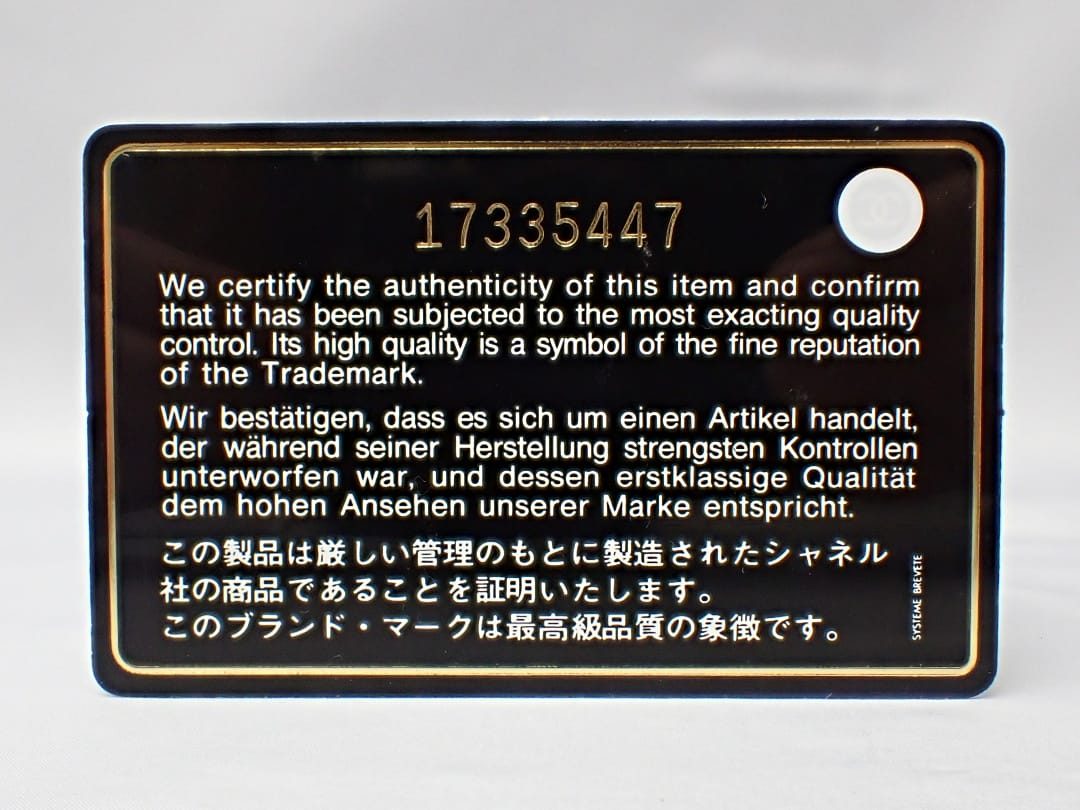 17335447
We certify the authenticity of this item and confirm
that it has been subjected to the most exacting quality
control. Its high quality is a symbol of the fine reputation
of the Trademark.
Wir bestätigen, dass es sich um einen Artikel handelt,
der während seiner Herstellung strengsten Kontrollen
unterworfen war, und dessen erstklassige Qualität
dem hohen Ansehen unserer Marke entspricht.
この製品は厳しい管理のもとに製造されたシャネル
社の商品であることを証明いたします。
このブランド・マークは最高級品質の象徴です。
SYSTEME BREVETE